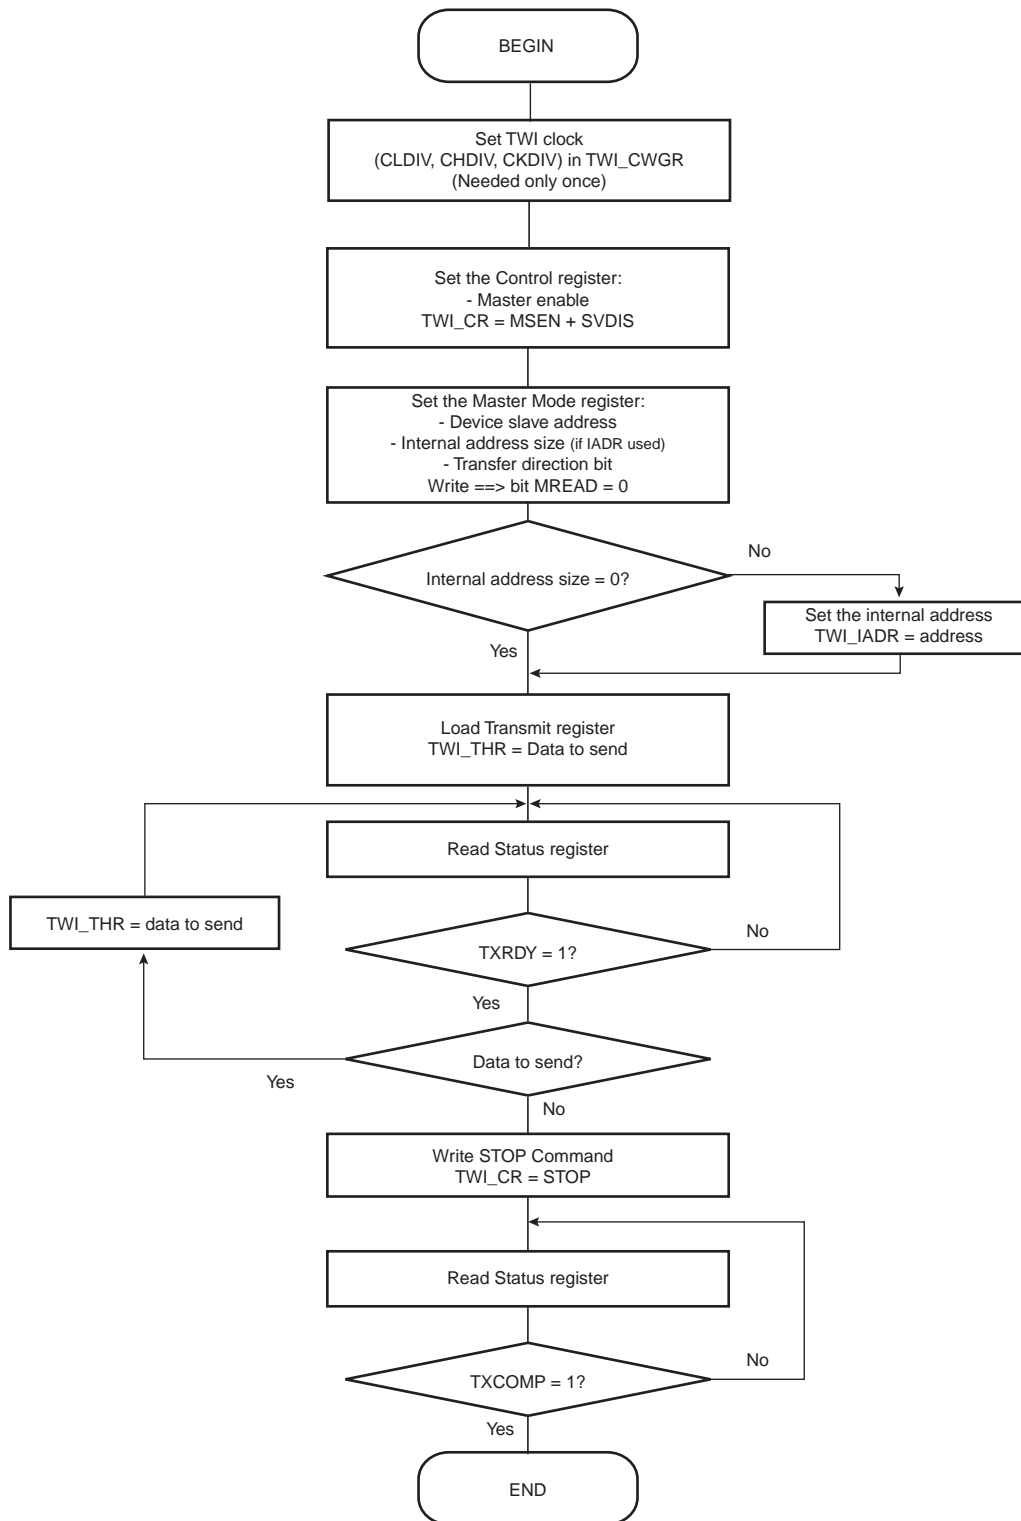 BEGIN
Set TWI clock
(CLDIV, CHDIV, CKDIV) in TWI_CWGR
(Needed only once)
Set the Control register:
- Master enable
TWI_CR = MSEN + SVDIS
Set the Master Mode register:
- Device slave address
- Internal address size (if IADR used)
- Transfer direction bit
Write ==> bit MREAD = 0
Internal address size = 0?
No
Set the internal address
TWI_IADR = address
Yes
Load Transmit register
TWI_THR = Data to send
Read Status register
TWI_THR = data to send
TXRDY = 1?
No
Yes
Data to send?
Yes
No
Write STOP Command
TWI_CR = STOP
Read Status register
TXCOMP = 1?
No
Yes
END